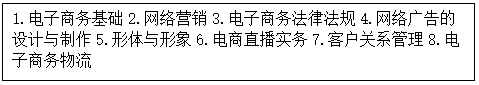 1.电子商务基础 2.网络营销 3.电子商务法律法规 4.网络广告的
设计与制作 5.形体与形象 6.电商直播实务 7.客户关系管理 8.电
子商务物流